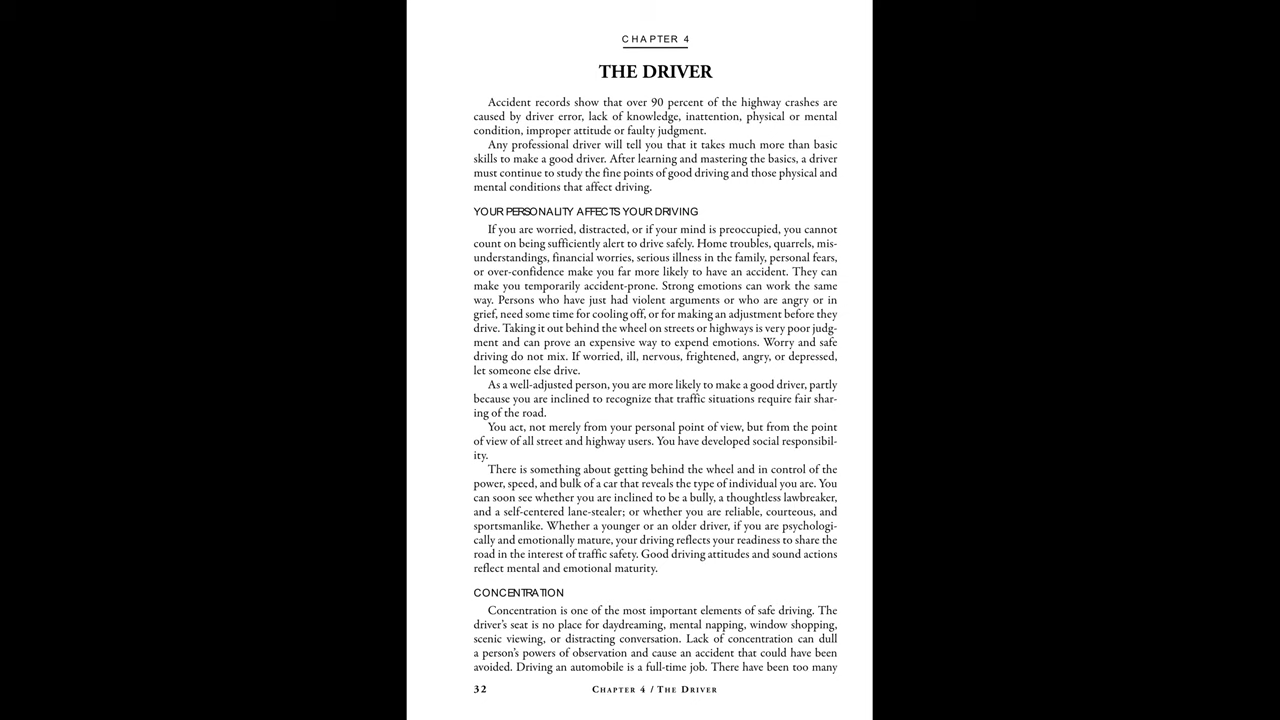 CHAPTER 4
THE DRIVER
Accident records show that over 90 percent of the highway crashes are
caused by driver error, lack of knowledge, inattention, physical or mental
condition, improper attitude or faulty judgment.
Any professional driver will tell you that it takes much more than basic
skills to make a good driver. After learning and mastering the basics, a driver
must continue to study the fine points of good driving and those physical and
mental conditions that affect driving.
YOUR PERSONALITY AFFECTS YOUR DRIVING
If you are worried, distracted, or if your mind is preoccupied, you cannot
count on being sufficiently alert to drive safely. Home troubles, quarrels, mis-
understandings, financial worries, serious illness in the family, personal fears,
or over-confidence make you far more likely to have an accident. They can
make you temporarily accident-prone. Strong emotions can work the same
way. Persons who have just had violent arguments or who are angry or in
grief, need some time for cooling off, or for making an adjustment before they
drive. Taking it out behind the wheel on streets or highways is very poor judg-
ment and can prove an expensive way to expend emotions. Worry and safe
driving do not mix. If worried, ill, nervous, frightened, angry, or depressed,
let someone else drive.
As a well-adjusted person, you are more likely to make a good driver, partly
because you are inclined to recognize that traffic situations require fair shar-
ing of the road.
You act, not merely from your personal point of view, but from the point
of view of all street and highway users. You have developed social responsibil-
ity.
There is something about getting behind the wheel and in control of the
power, speed, and bulk of a car that reveals the type of individual you are. You
can soon see whether you are inclined to be a bully, a thoughtless lawbreaker,
and a self-centered lane-stealer; or whether you are reliable, courteous, and
sportsmanlike. Whether a younger or an older driver, if you are psychologi-
cally and emotionally mature, your driving reflects your readiness to share the
road in the interest of traffic safety. Good driving attitudes and sound actions
reflect mental and emotional maturity.
CONCENTRATION
Concentration is one of the most important elements of safe driving. The
driver's seat is no place for daydreaming, mental napping, window shopping,
scenic viewing, or distracting conversation. Lack of concentration can dull
a person's powers of observation and cause an accident that could have been
avoided. Driving an automobile is a full-time job. There have been too many
32 Chapter 4 / The Driver